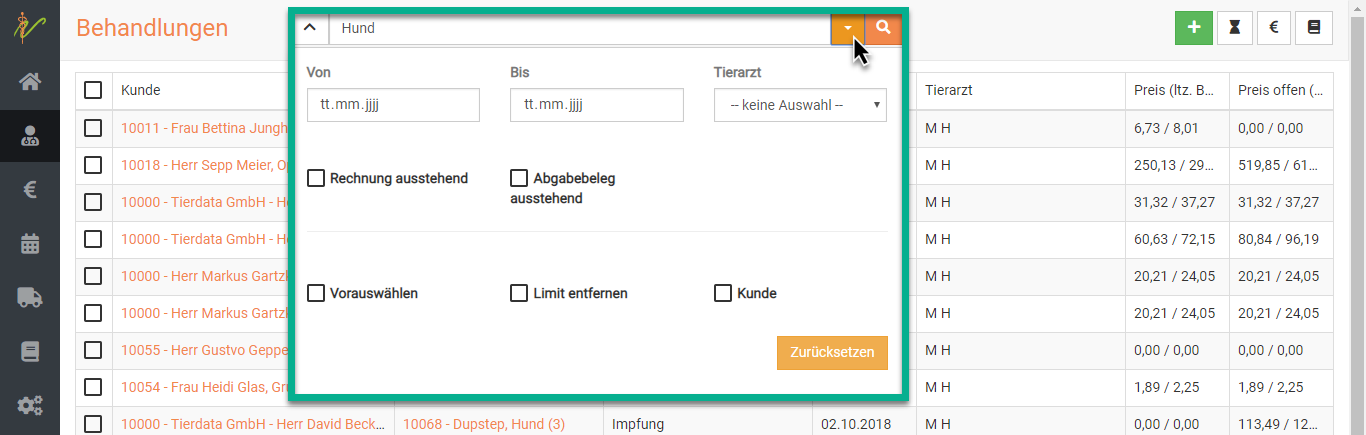 Behandlungen
Hund
€
Von Bis Tierarzt
tt.mm.jjjj tt.mm.jjjj -- keine Auswahl --
Rechnung ausstehend Abgabebeleg
ausstehend
Vorauswählen Limit entfernen Kunde
Zurücksetzen
€
Kunde Tierarzt Preis (ltz. B... Preis offen (...
10011 - Frau Bettina M H 6,73 / 8,01 0,00 / 0,00
10018 - Herr Sepp Meier, M H 250,13 / 29... 519,85 / 61...
10000 - Tierdata GmbH - M H 31,32 / 37,27 31,32 / 37,27
10000 - Tierdata GmbH - M H 60,63 / 72,15 80,84 / 96,19
10000 - Herr Markus M H 20,21 / 24,05 20,21 / 24,05
10000 - Herr Markus M H 20,21 / 24,05 20,21 / 24,05
10055 - Herr Gustvo M H 0,00 / 0,00 0,00 / 0,00
10054 - Frau Heidi Glas, M H 1,89 / 2,25 1,89 / 2,25
10000 - Tierdata GmbH - Herr David Beck... 10068 - Dupstep, Hund (3) Impfung 02.10.2018 M H 0,00 / 0,00 113,49 / 12...